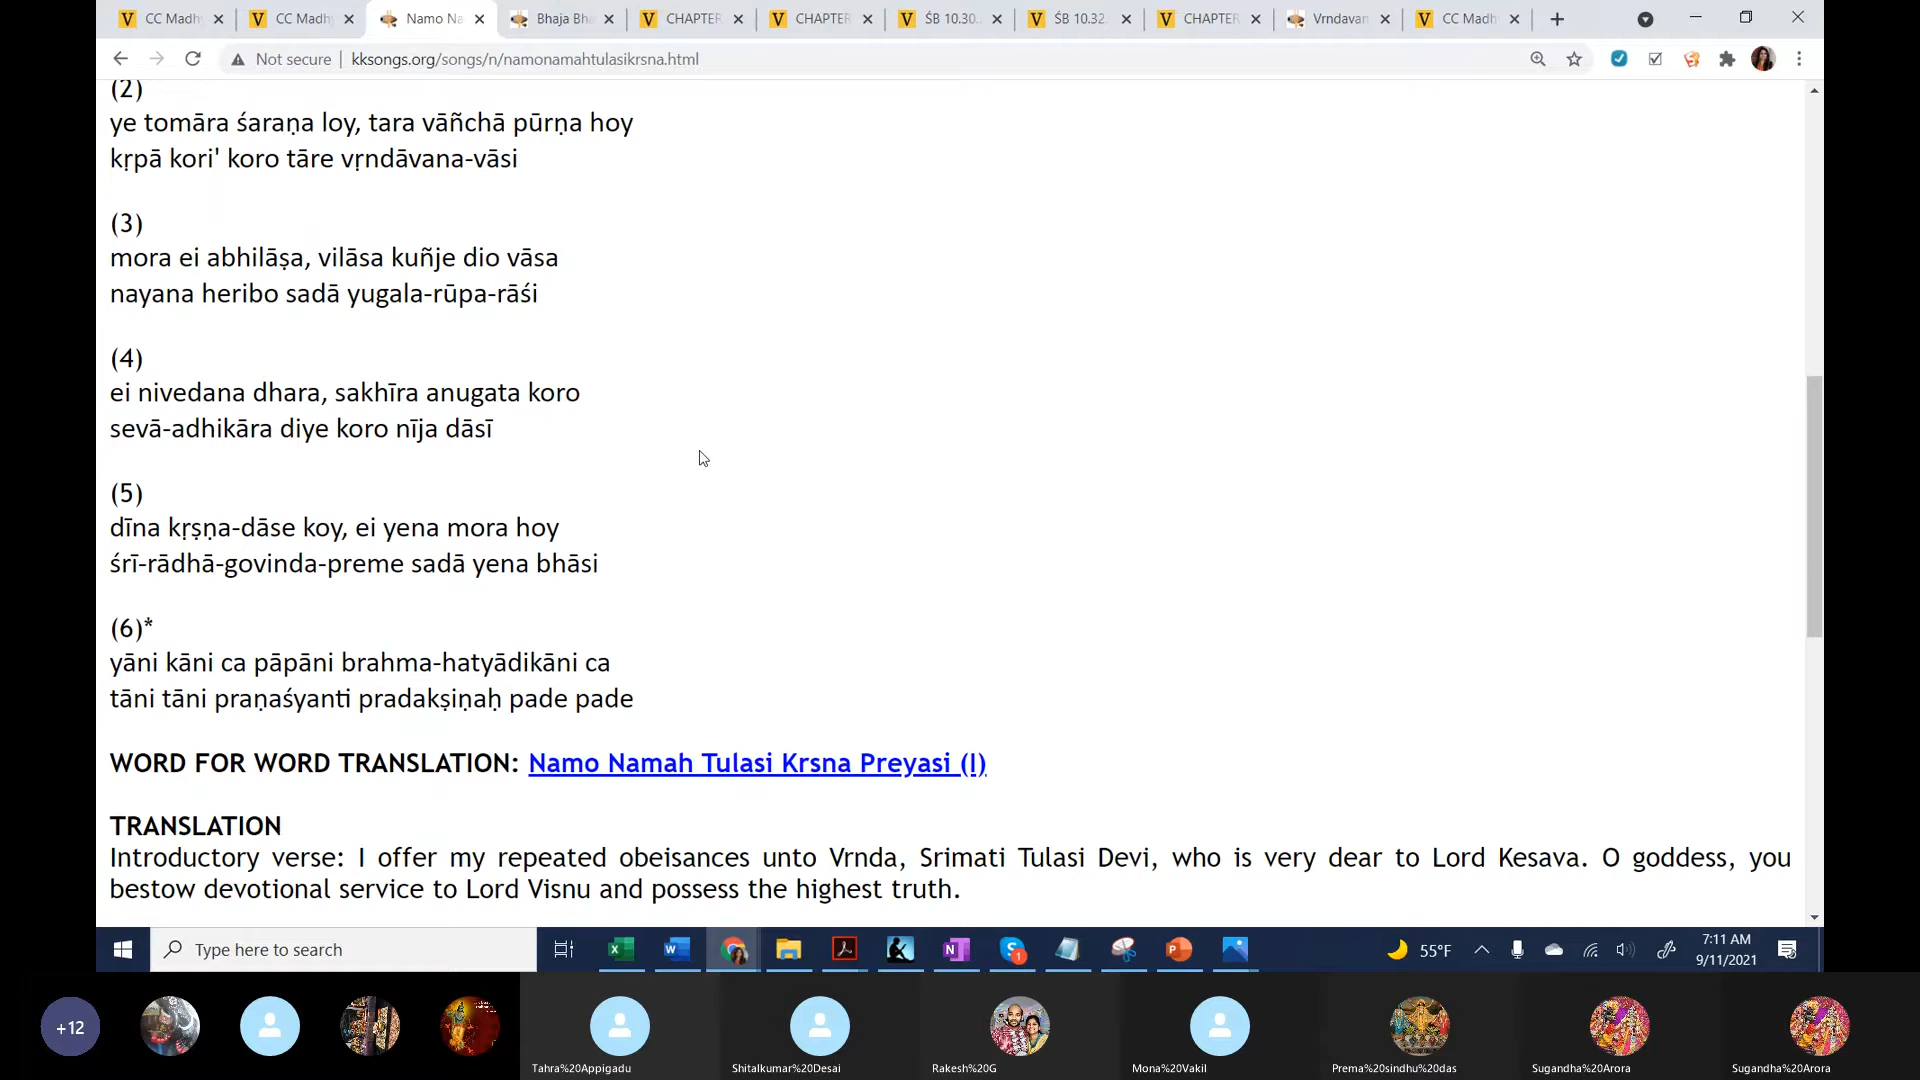 CC Madhy
CC Madhy
Namo Na
Bhaja Bha
CHAPTER
CHAPTER
ŚB 10.30.
ŚB 10.32.
CHAPTER
Vrndavan
CC Madhy
Not secure
kksongs.org/songs/n/namonamahtulasikrsna.html
(2)
ye tomāra śaraṇa loy, tara vāñchā pūrṇa hoy
kṛpā kori' koro tāre vṛndāvana-vāsi
(3)
mora ei abhilāṣa, vilāsa kuñje dio vāsa
nayana heribo sadā yugala-rūpa-rāśi
(4)
ei nivedana dhara, sakhīra anugata koro
sevā-adhikāra diye koro nīja dāsī
(5)
dīna kṛṣṇa-dāse koy, ei yena mora hoy
śrī-rādhā-govinda-preme sadā yena bhāsi
(6)*
yāni kāni ca pāpāni brahma-hatyādikāni ca
tāni tāni praṇaśyanti pradakṣiṇaḥ pade pade
WORD FOR WORD TRANSLATION: Namo Namah Tulasi Krsna Preyasi (I)
TRANSLATION
Introductory verse: I offer my repeated obeisances unto Vrnda, Srimati Tulasi Devi, who is very dear to Lord Kesava. O goddess, you
bestow devotional service to Lord Visnu and possess the highest truth.
Type here to search
55°F
7:11 AM
9/11/2021
+12
Tahra%20Appigadu
Shitalkumar%20Desai
Rakesh%20G
Mona%20Vakil
Prema%20sindhu%20das
Sugandha%20Arora
Sugandha%20Arora